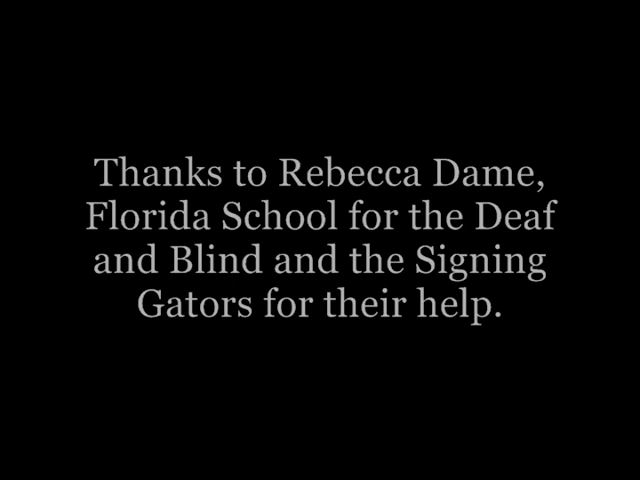 Thanks to Rebecca Dame,
Florida School for the Deaf
and Blind and the Signing
Gators for their help.